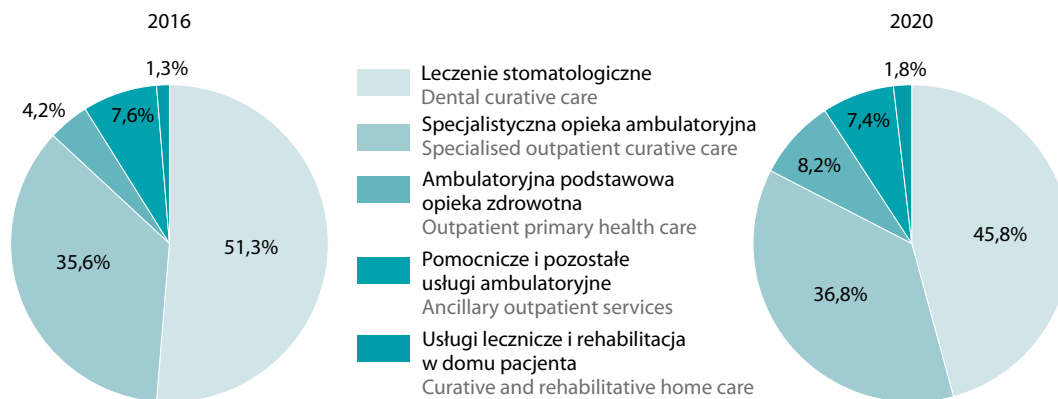 2016
1,3%
4,2%
7,6%
35,6%
51,3%
Leczenie stomatologiczne
Dental curative care
Specjalistyczna opieka ambulatoryjna
Specialised outpatient curative care
Ambulatoryjna podstawowa
opieka zdrowotna
Outpatient primary health care
Pomocnicze i pozostałe
usługi ambulatoryjne
Ancillary outpatient services
Usługi lecznicze i rehabilitacja
w domu pacjenta
Curative and rehabilitative home care
2020
1,8%
7,4%
8,2%
45,8%
36,8%